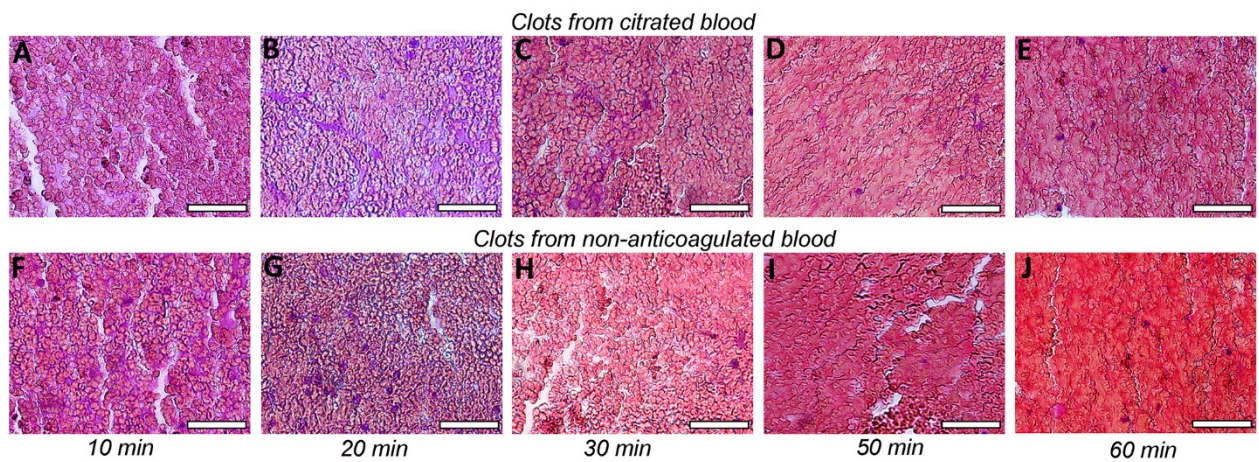 Clots from citrated blood
A B C D E
Clots from non-anticoagulated blood
F G H I J
10 min 20 min 30 min 50 min 60 min